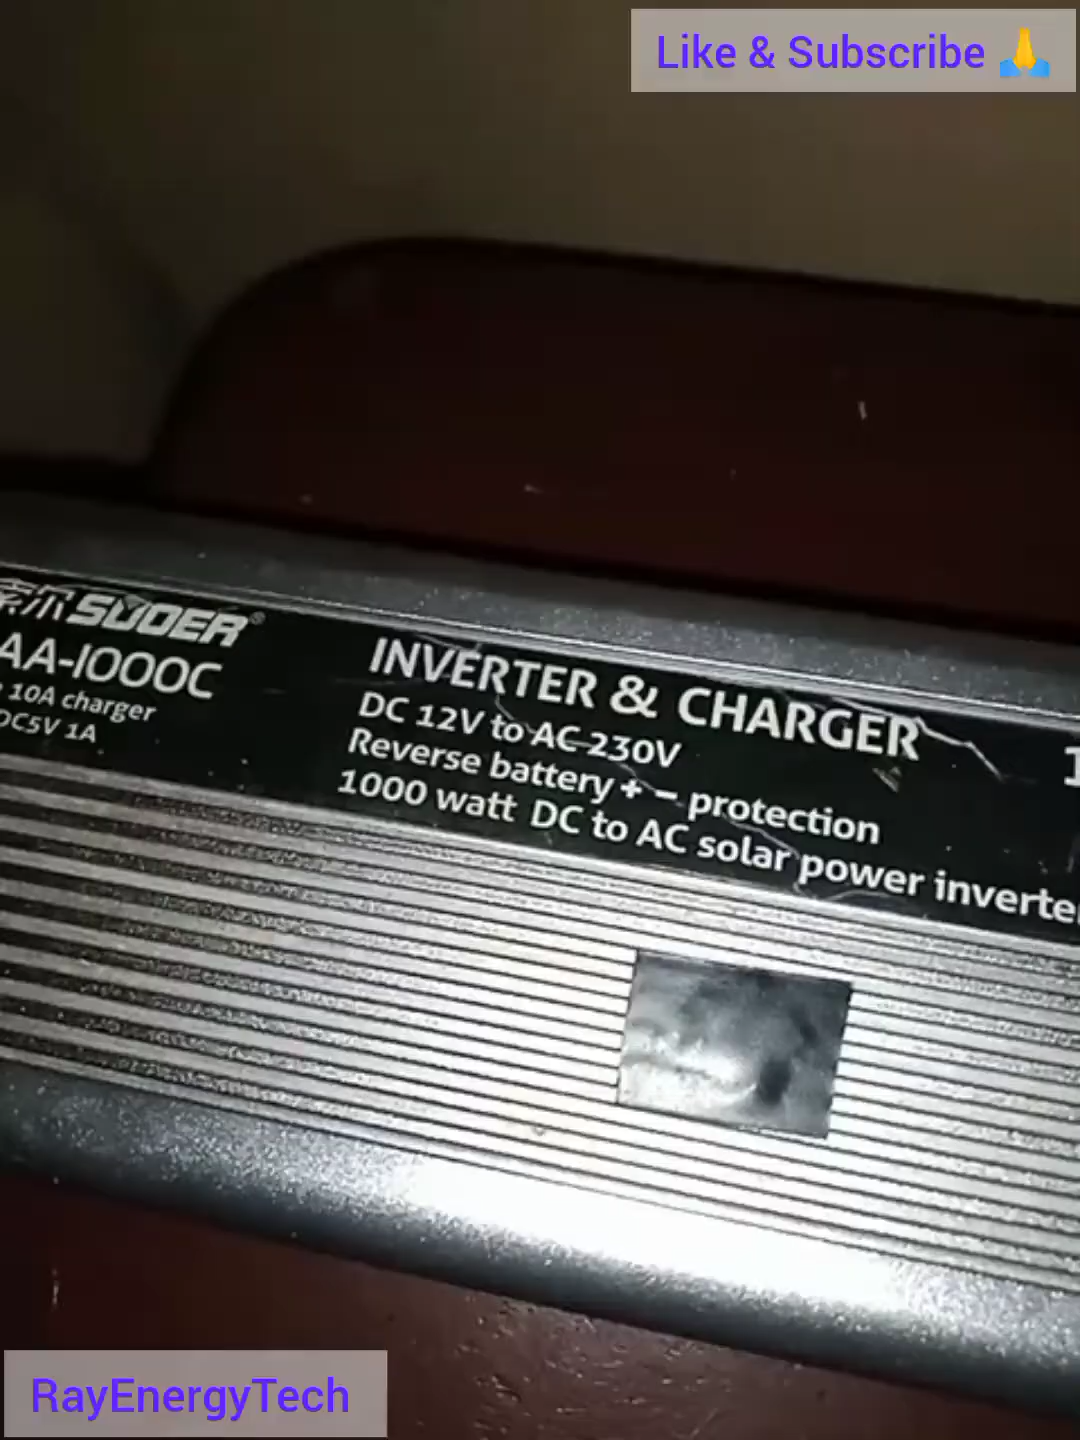 Like & Subscribe 🙏
SUOER®
AA-1000C
10A charger
DC5V 1A
INVERTER & CHARGER
DC 12V to AC 230V
Reverse battery + - protection
1000 watt DC to AC solar power inverter
RayEnergyTech